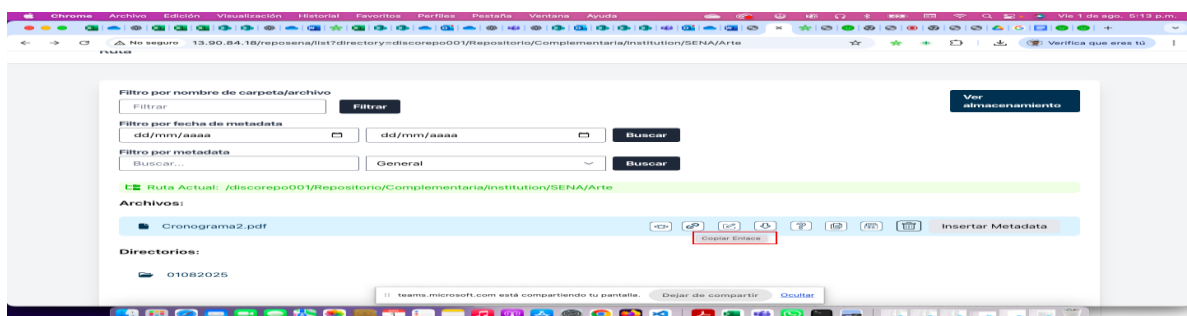 Chrome Archivo Edición Visualización Historial Favoritos Perfiles Pestaña Ventana Ayuda Vie 1 de ago. 5:13 p.m.
No seguro 13.90.84.18/reposena/list?directory=discorepo001/Repositorio/Complementaria/institution/SENA/Arte Verifica que eres tú
Ruta
Filtro por nombre de carpeta/archivo
Filtrar Filtrar Ver almacenamiento
Filtro por fecha de metadata
dd/mm/aaaa dd/mm/aaaa Buscar
Filtro por metadata
Buscar... General Buscar
Ruta Actual: /discorepo001/Repositorio/Complementaria/institution/SENA/Arte
Archivos:
Cronograma2.pdf Insertar Metadata
Copiar Enlace
Directorios:
01082025
teams.microsoft.com está compartiendo tu pantalla. Dejar de compartir Ocultar